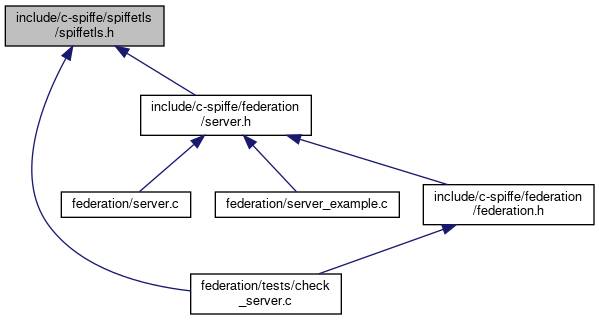 include/c-spiffe/spiffetls
/spiffetls.h
include/c-spiffe/federation
/server.h
federation/server.c
federation/server_example.c
include/c-spiffe/federation
/federation.h
federation/tests/check
_server.c